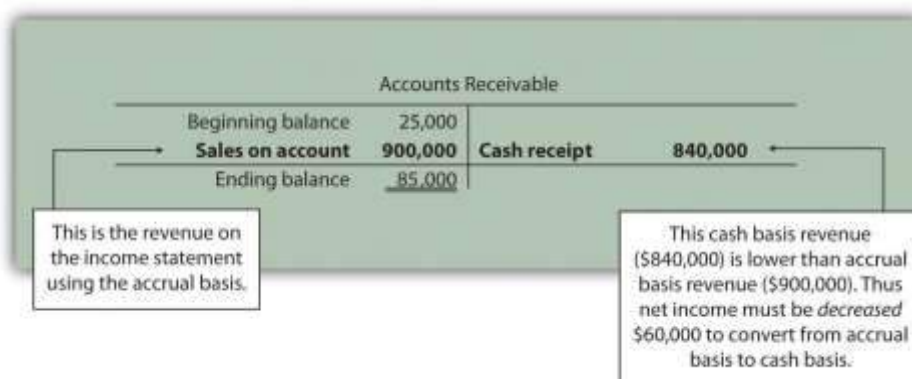 Accounts Receivable
Beginning balance 25,000
Sales on account 900,000 Cash receipt 840,000
Ending balance 85,000
This is the revenue on
the income statement
using the accrual basis.
This cash basis revenue
($840,000) is lower than accrual
basis revenue ($900,000). Thus
net income must be decreased
$60,000 to convert from accrual
basis to cash basis.